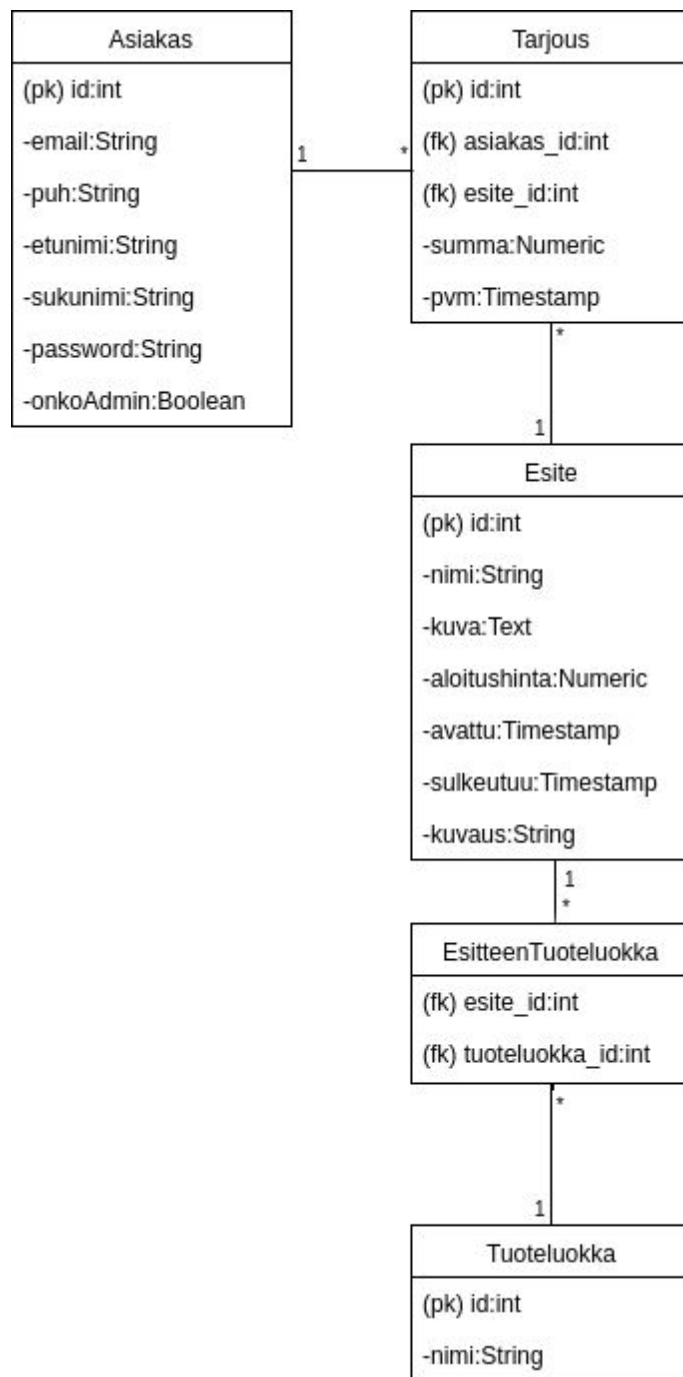 Asiakas
(pk) id:int
-email:String
-puh:String
-etunimi:String
-sukunimi:String
-password:String
-onkoAdmin:Boolean
1
*
Tarjous
(pk) id:int
(fk) asiakas_id:int
(fk) esite_id:int
-summa:Numeric
-pvm:Timestamp
*
1
Esite
(pk) id:int
-nimi:String
-kuva:Text
-aloitushinta:Numeric
-avattu:Timestamp
-sulkeutuu:Timestamp
-kuvaus:String
1
*
EsitteenTuoteluokka
(fk) esite_id:int
(fk) tuoteluokka_id:int
*
1
Tuoteluokka
(pk) id:int
-nimi:String